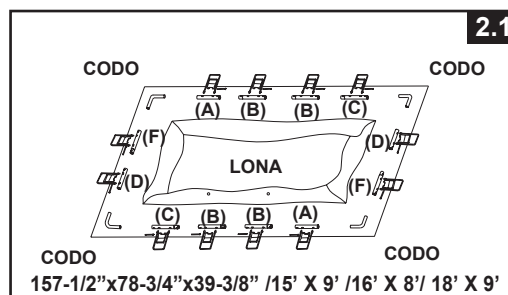 2.1
CODO CODO
(A) (B) (B) (C)
(F) (D)
LONA
(D) (F)
(C) (B) (B) (A)
CODO CODO
157-1/2”x78-3/4”x39-3/8” /15’ X 9’ /16’ X 8’/ 18’ X 9’